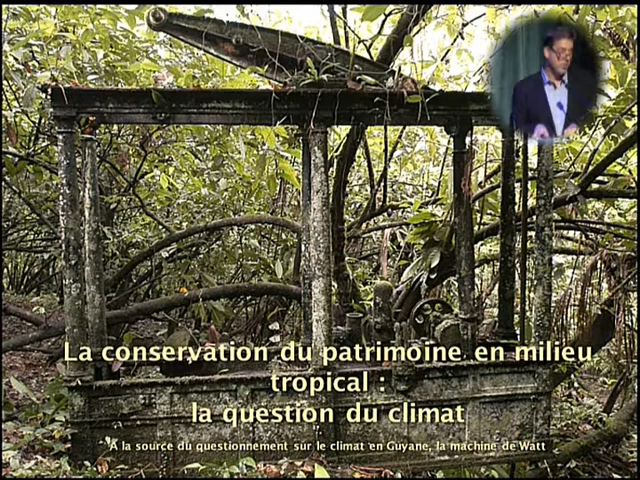 La conservation du patrimoine en milieu
tropical :
la question du climat
A la source du questionnement sur le climat en Guyane, la machine de Watt